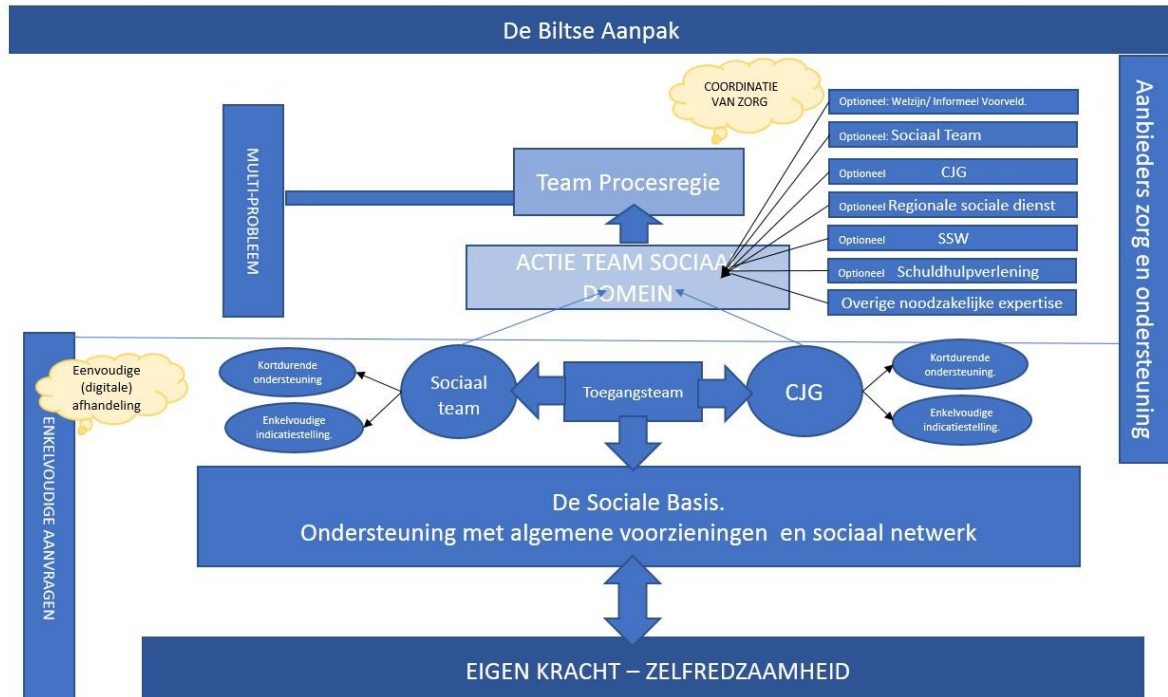 De Biltse Aanpak
COORDINATIE
VAN ZORG
Aanbieders zorg en ondersteuning
MULTI-PROBLEEM
Team Procesregie
Optioneel: Welzijn/ Informeel Voorveld.
Optioneel: Sociaal Team
Optioneel CJG
Optioneel Regionale sociale dienst
Optioneel SSW
Optioneel Schuldhulpverlening
Overige noodzakelijke expertise
ACTIE TEAM SOCIAA
DOMEIN
Eenvoudige
(digitale)
afhandeling
ENKELVOUDIGE AANVRAGEN
Kortdurende
ondersteuning
Enkelvoudige
indicatiestelling.
Sociaal
team
Toegangsteam
CJG
Kortdurende
ondersteuning.
Enkelvoudige
indicatiestelling.
De Sociale Basis.
Ondersteuning met algemene voorzieningen en sociaal netwerk
EIGEN KRACHT – ZELFREDZAAMHEID